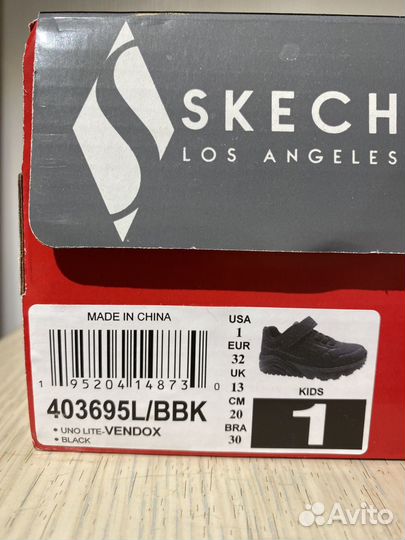 SKECH
LOS ANGELES
MADE IN CHINA
1 95204 14873 0
403695L/BBK
• UNO LITE-VENDOX
• BLACK
USA
1
EUR
32
UK
13
CM
20
BRA
30
KIDS
1
Avito